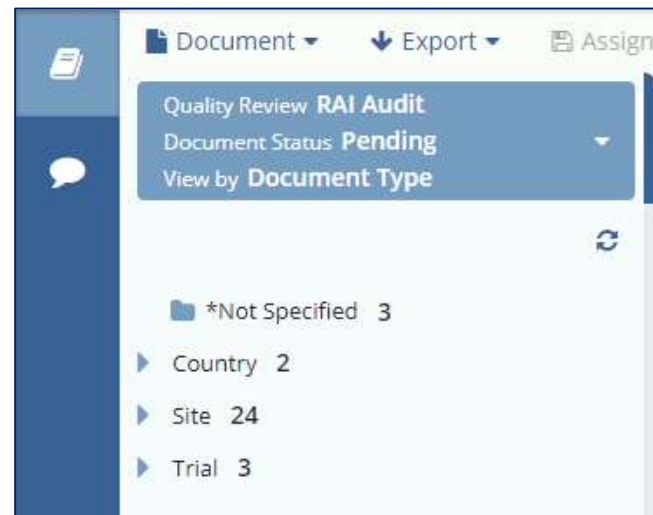 Document Export Assign
Quality Review RAI Audit
Document Status Pending
View by Document Type
*Not Specified 3
Country 2
Site 24
Trial 3